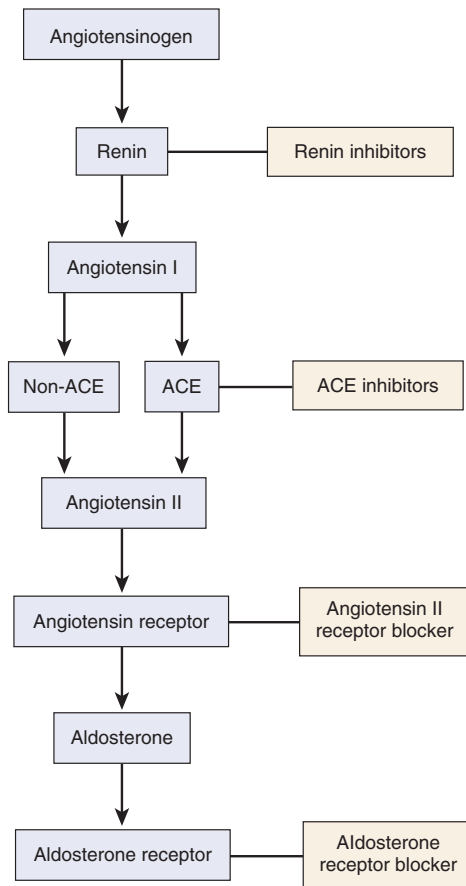 Angiotensinogen
Renin
Renin inhibitors
Angiotensin I
Non-ACE
ACE
ACE inhibitors
Angiotensin II
Angiotensin receptor
Angiotensin II
receptor blocker
Aldosterone
Aldosterone receptor
Aldosterone
receptor blocker